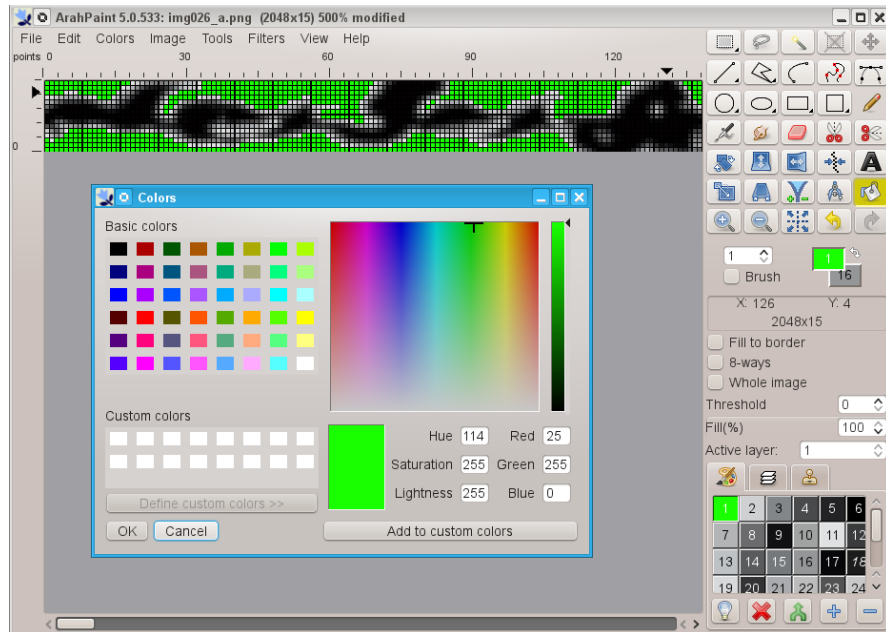 ArahPaint 5.0.533: img026_a.png (2048x15) 500% modified
File Edit Colors Image Tools Filters View Help
points 0 30 60 90 120
0
Colors
Basic colors
Custom colors
Define custom colors >>
OK Cancel
Hue 114 Red 25
Saturation 255 Green 255
Lightness 255 Blue 0
Add to custom colors
A
1
Brush
1
16
X: 126 Y: 4
2048x15
Fill to border
8-ways
Whole image
Threshold 0
Fill(%) 100
Active layer: 1
1 2 3 4 5 6
7 8 9 10 11 12
13 14 15 16 17 18
19 20 21 22 23 24